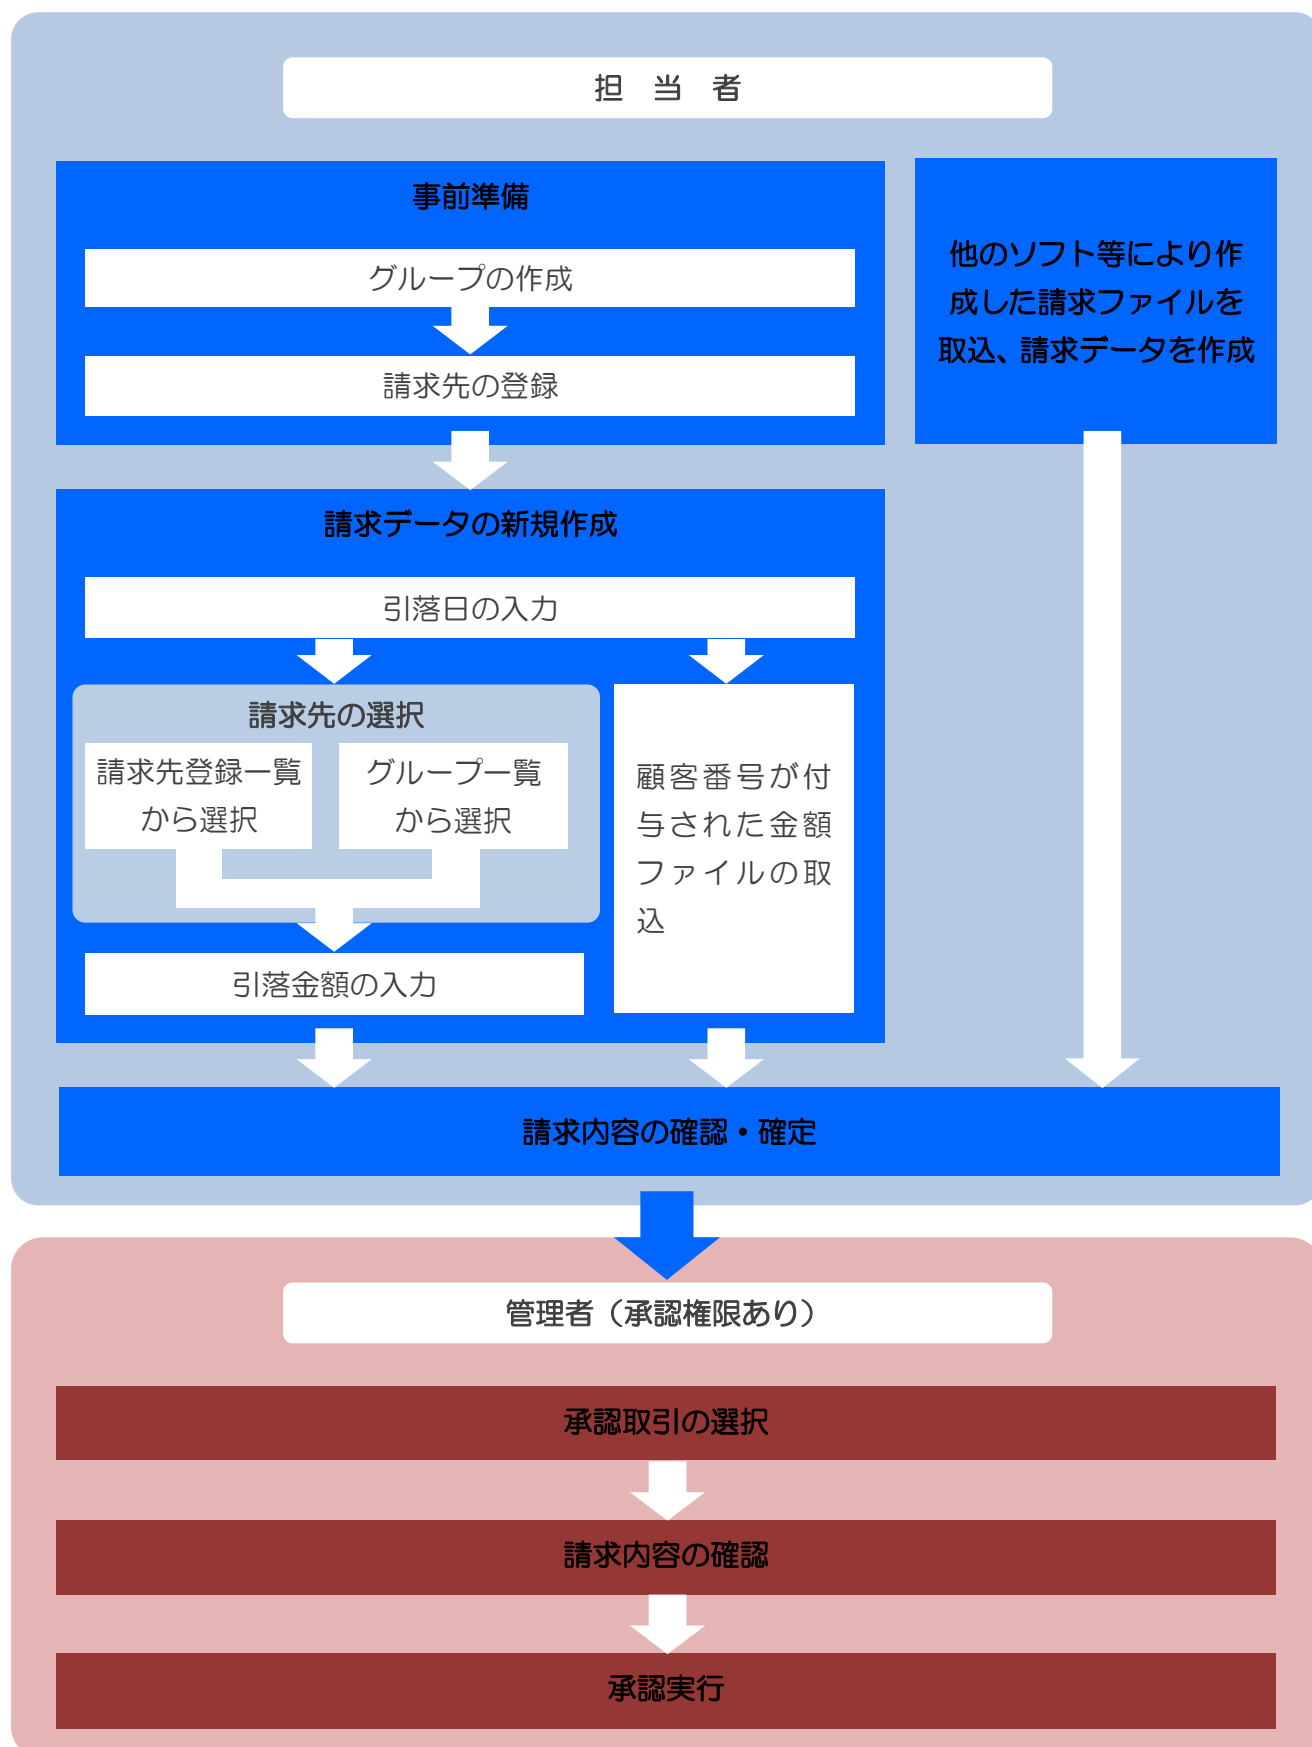 担　当　者
事前準備
グループの作成
請求先の登録
他のソフト等により作
成した請求ファイルを
取込、請求データを作成
請求データの新規作成
引落日の入力
請求先の選択
請求先登録一覧
から選択
グループ一覧
から選択
顧客番号が付
与された金額
ファイルの取
込
引落金額の入力
請求内容の確認・確定
管理者（承認権限あり）
承認取引の選択
請求内容の確認
承認実行